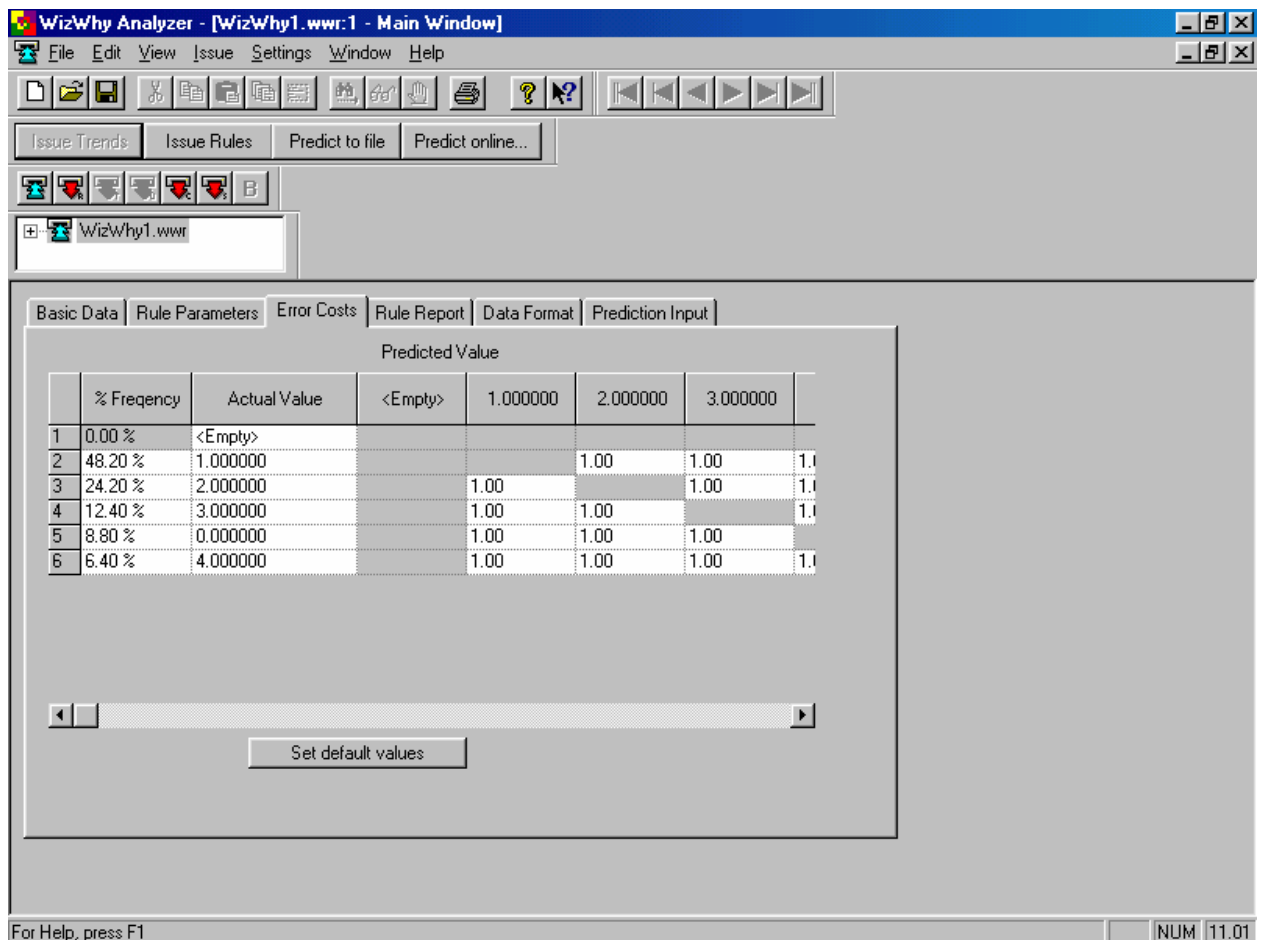 WizWhy Analyzer - [WizWhy1.wwr:1 - Main Window]
File Edit View Issue Settings Window Help
Issue Trends Issue Rules Predict to file Predict online...
B
WizWhy1.wwr
Basic Data Rule Parameters Error Costs Rule Report Data Format Prediction Input
Predicted Value
% Freqency Actual Value <Empty> 1.000000 2.000000 3.000000
1 0.00 % <Empty>
2 48.20 % 1.000000 1.00 1.00
3 24.20 % 2.000000 1.00 1.00
4 12.40 % 3.000000 1.00 1.00
5 8.80 % 0.000000 1.00 1.00 1.00
6 6.40 % 4.000000 1.00 1.00 1.00
Set default values
For Help, press F1 NUM 11.01